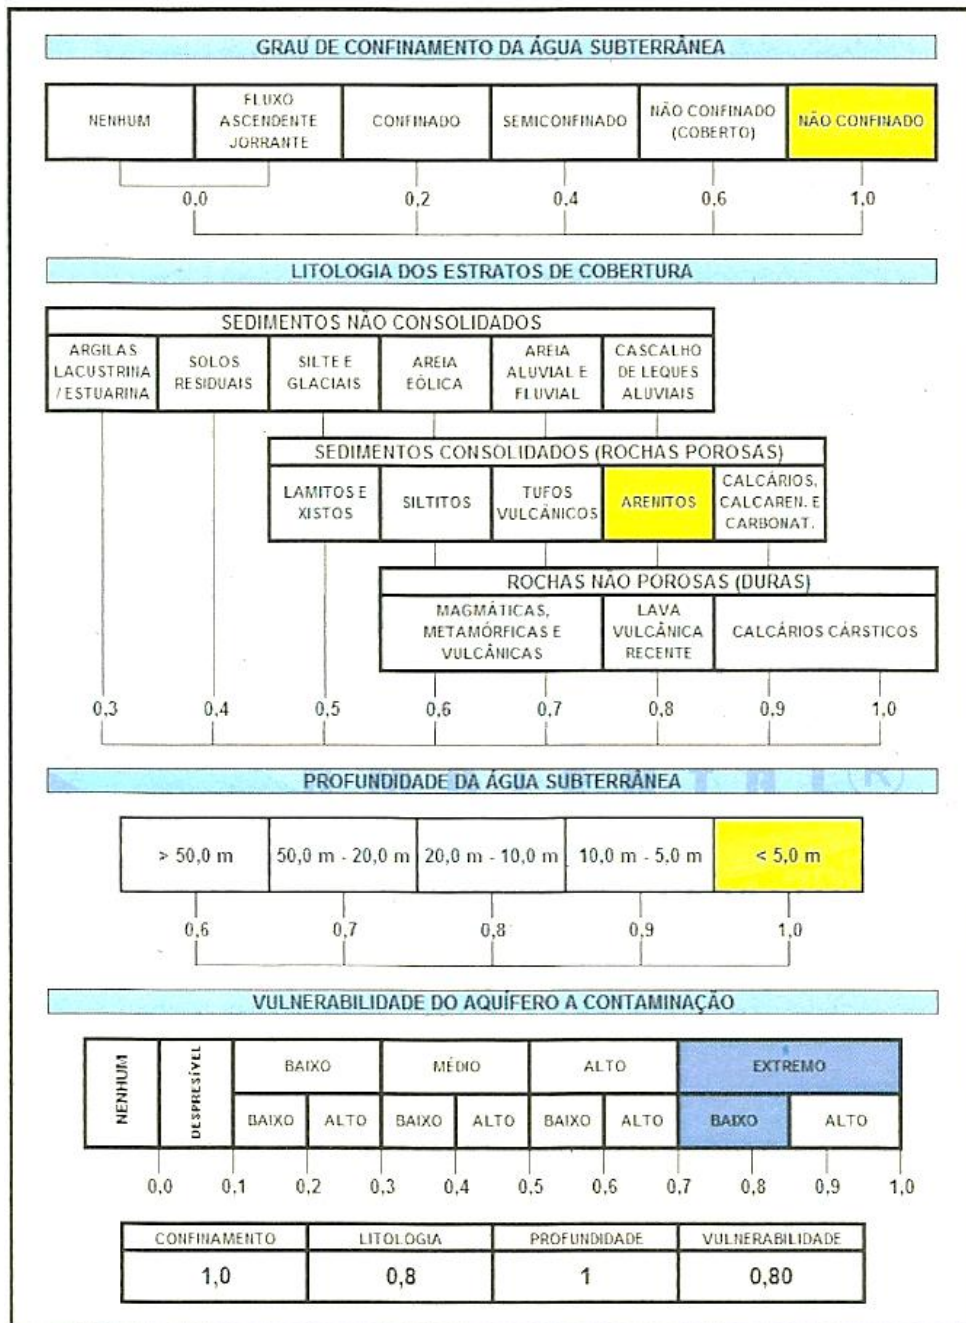 GRAU DE CONFINAMENTO DA ÁGUA SUBTERRÂNEA
NENHUM
FLUXO
ASCENDENTE
JORRANTE
CONFINADO
SEMICONFINADO
NÃO CONFINADO
(COBERTO)
NÃO CONFINADO
0,0 0,2 0,4 0,6 1,0
LITOLOGIA DOS ESTRATOS DE COBERTURA
SEDIMENTOS NÃO CONSOLIDADOS
ARGILAS
LACUSTRINA
/ ESTUARINA
SOLOS
RESIDUAIS
SILTE E
GLACIAIS
AREIA
EÓLICA
AREIA
ALUVIAL E
FLUVIAL
CASCALHO
DE LEQUES
ALUVIAIS
SEDIMENTOS CONSOLIDADOS (ROCHAS POROSAS)
LAMITOS E
XISTOS
SILTITOS
TUFOS
VULCÂNICOS
ARENITOS
CALCÁRIOS,
CALCAREN. E
CARBONAT.
ROCHAS NÃO POROSAS (DURAS)
MAGMÁTICAS,
METAMÓRFICAS E
VULCÂNICAS
LAVA
VULCÂNICA
RECENTE
CALCÁRIOS CÁRSTICOS
0,3 0,4 0,5 0,6 0,7 0,8 0,9 1,0
PROFUNDIDADE DA ÁGUA SUBTERRÂNEA
> 50,0 m 50,0 m - 20,0 m 20,0 m - 10,0 m 10,0 m - 5,0 m < 5,0 m
0,6 0,7 0,8 0,9 1,0
VULNERABILIDADE DO AQUÍFERO A CONTAMINAÇÃO
NENHUM
DESPRESÍVEL
BAIXO MÉDIO ALTO EXTREMO
BAIXO ALTO BAIXO ALTO BAIXO ALTO BAIXO ALTO
0,0 0,1 0,2 0,3 0,4 0,5 0,6 0,7 0,8 0,9 1,0
CONFINAMENTO LITOLOGIA PROFUNDIDADE VULNERABILIDADE
1,0 0,8 1 0,80